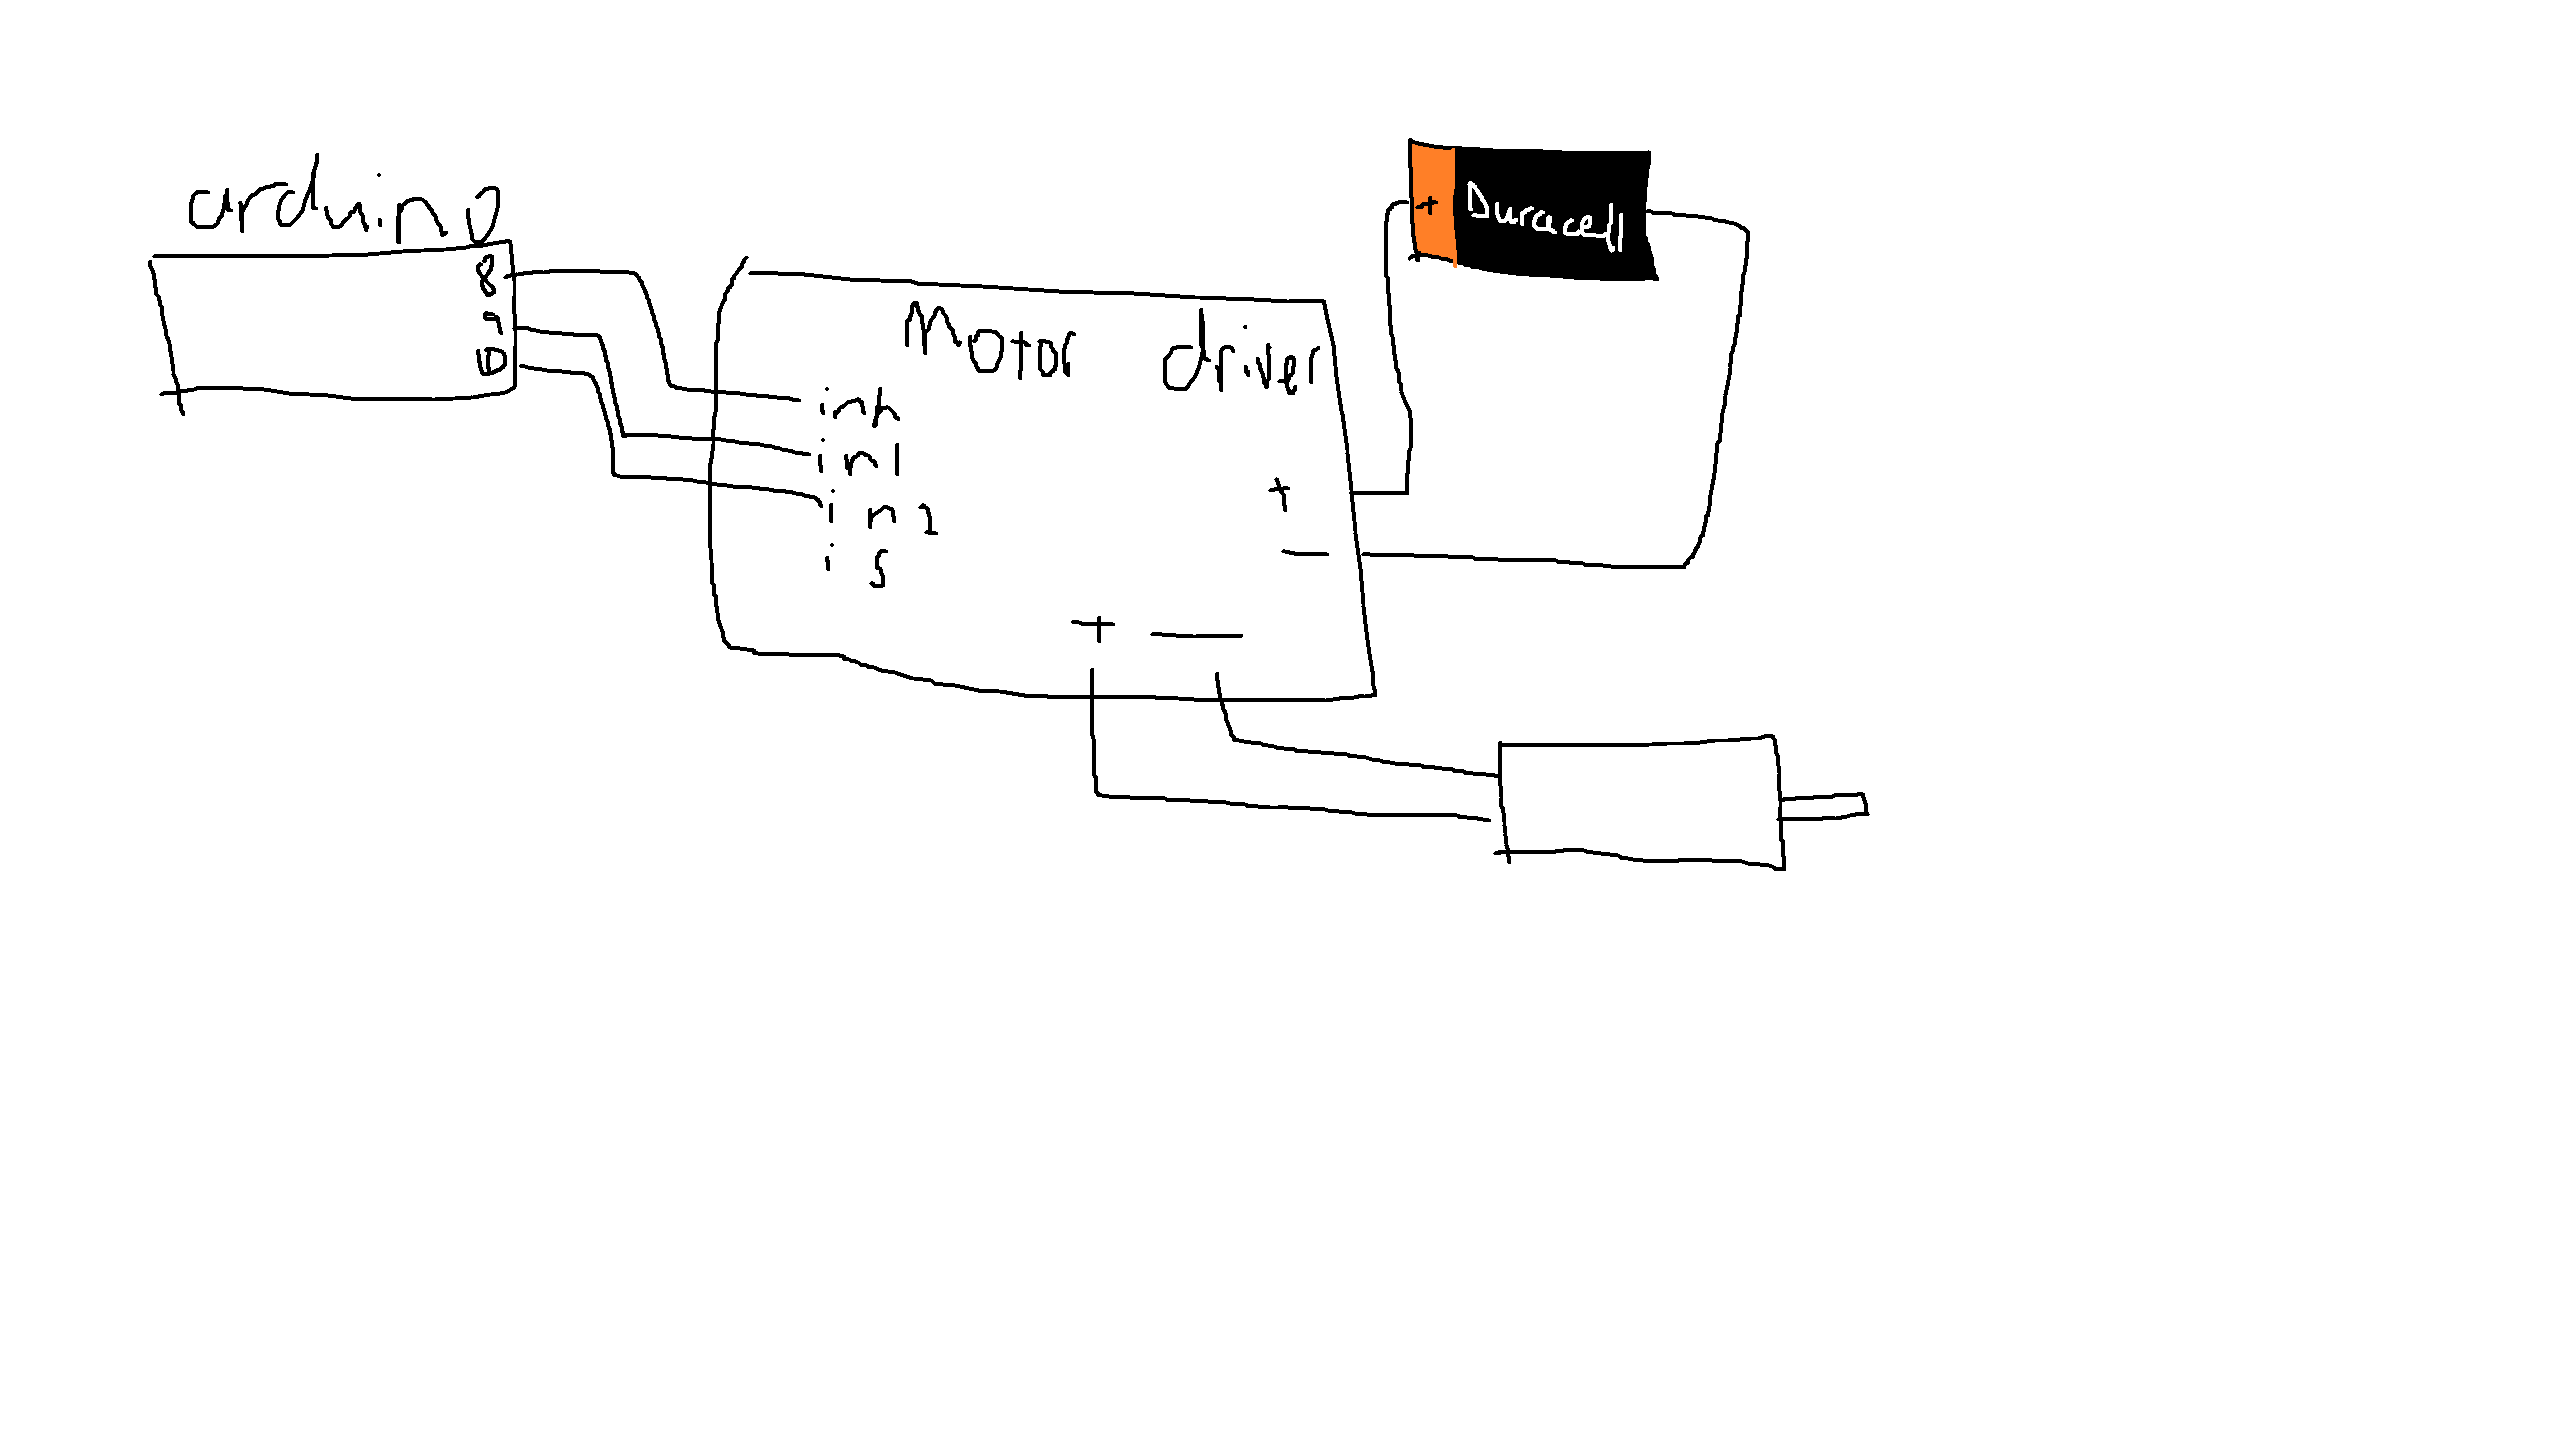 arduino
8
9
10
Motor driver
inh
in1
in2
is
+
-
+ -
+ Duracell